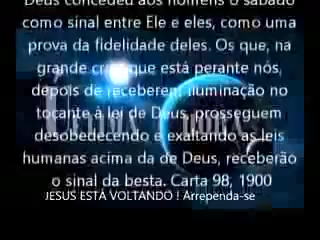 Deus concedeu aos homens o sábado
como sinal entre Ele e eles, como uma
prova da fidelidade deles. Os que, na
grande crise que está perante nós,
depois de receberem iluminação no
tocante à lei de Deus, prosseguem
desobedecendo e exaltando as leis
humanas acima da de Deus, receberão
o sinal da besta. Carta 98, 1900
JESUS ESTÁ VOLTANDO ! Arrependa-se